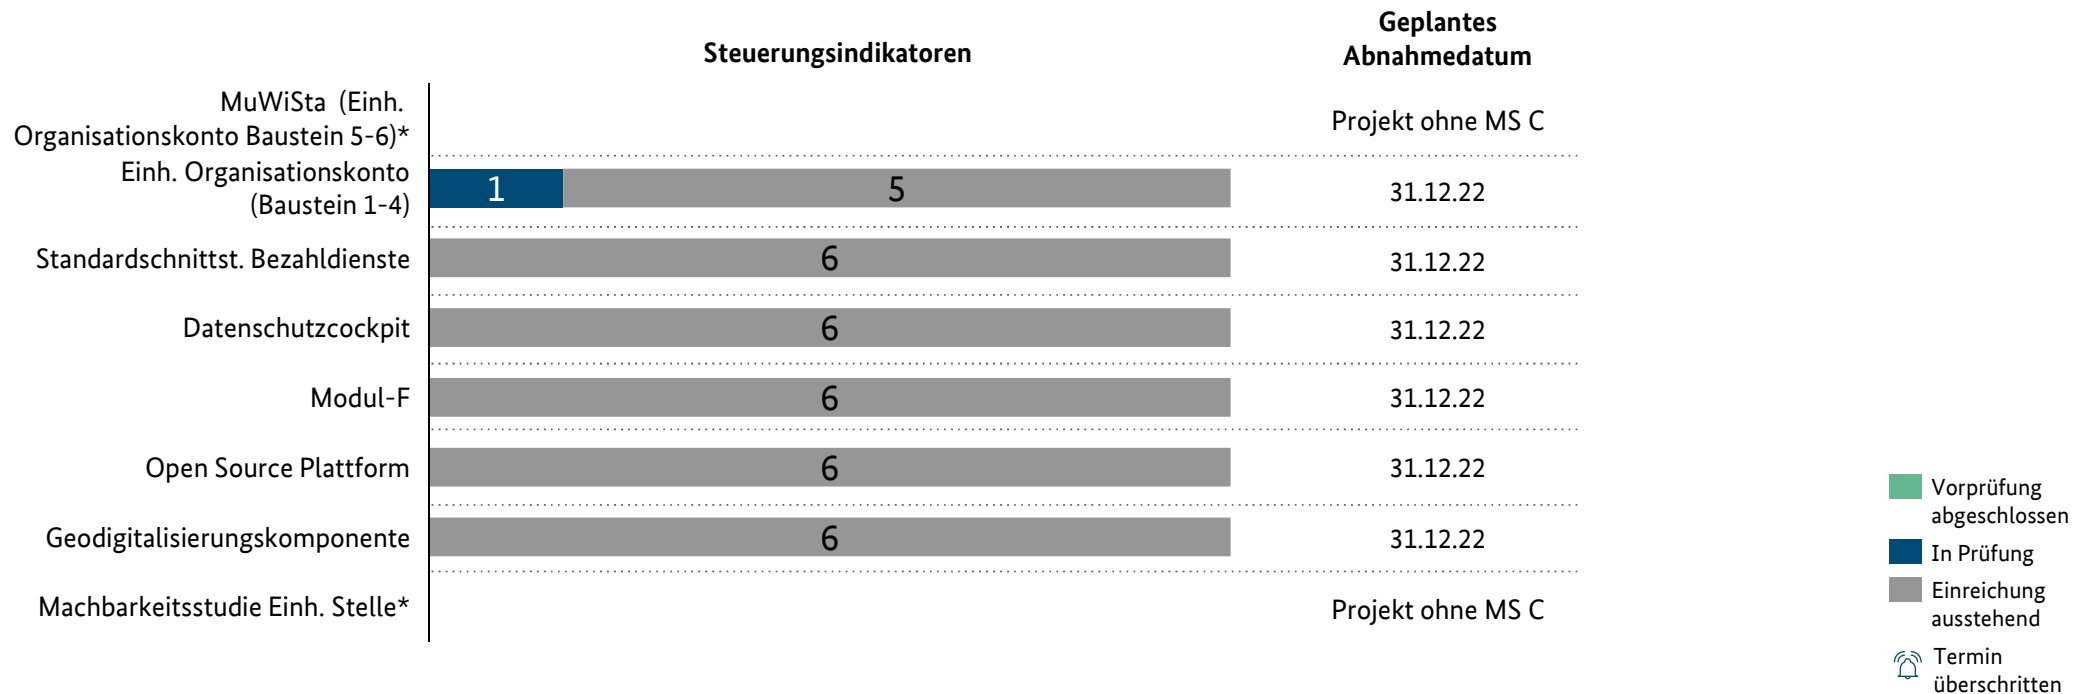 Steuerungsindikatoren
Geplantes
Abnahmedatum
MuWiSta (Einh.
Organisationskonto Baustein 5-6)*
Projekt ohne MS C
Einh. Organisationskonto
(Baustein 1-4)
1
5
31.12.22
Standardschnittst. Bezahldienste
6
31.12.22
Datenschutzcockpit
6
31.12.22
Modul-F
6
31.12.22
Open Source Plattform
6
31.12.22
Geodigitalisierungskomponente
6
31.12.22
Machbarkeitsstudie Einh. Stelle*
Projekt ohne MS C
Vorprüfung
abgeschlossen
In Prüfung
Einreichung
ausstehend
Termin
überschritten